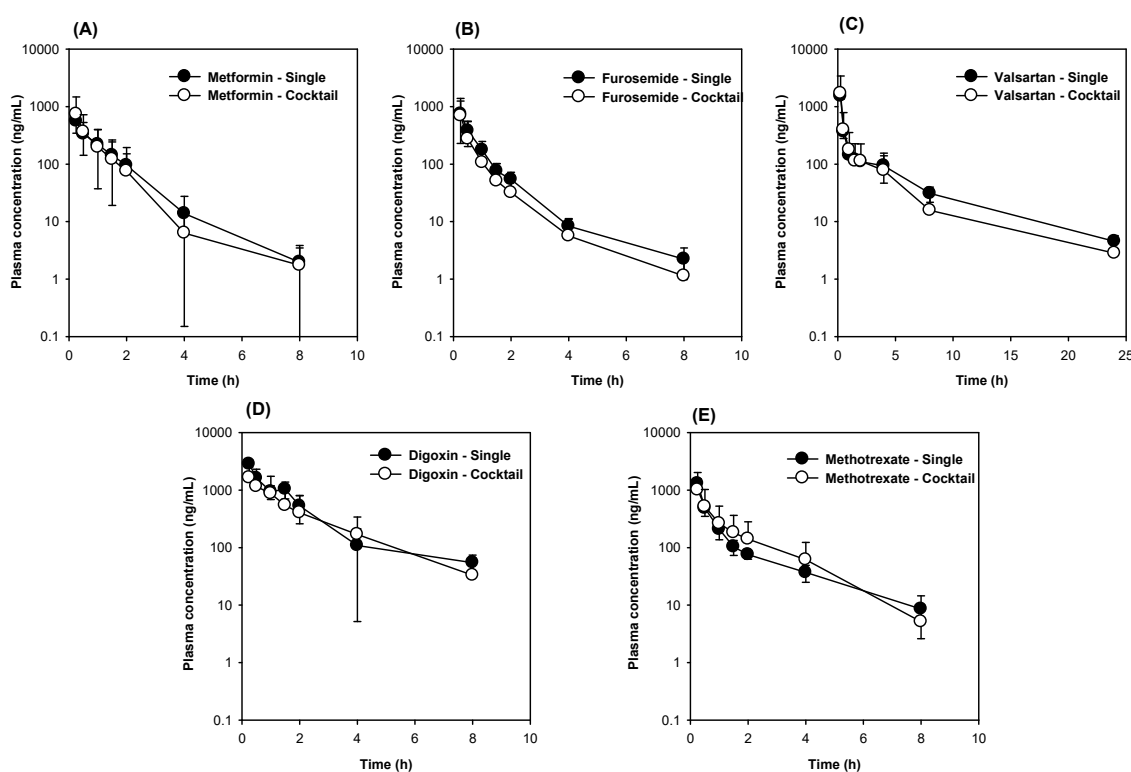 (A)
Metformin - Single
Metformin - Cocktail
10000
1000
100
10
1
0.1
Plasma concentration (ng/mL)
0 2 4 6 8 10
Time (h)
(B)
Furosemide - Single
Furosemide - Cocktail
10000
1000
100
10
1
0.1
Plasma concentration (ng/mL)
0 2 4 6 8 10
Time (h)
(C)
Valsartan - Single
Valsartan - Cocktail
10000
1000
100
10
1
0.1
Plasma concentration (ng/mL)
0 5 10 15 20 25
Time (h)
(D)
Digoxin - Single
Digoxin - Cocktail
10000
1000
100
10
1
0.1
Plasma concentration (ng/mL)
0 2 4 6 8 10
Time (h)
(E)
Methotrexate - Single
Methotrexate - Cocktail
10000
1000
100
10
1
0.1
Plasma concentration (ng/mL)
0 2 4 6 8 10
Time (h)